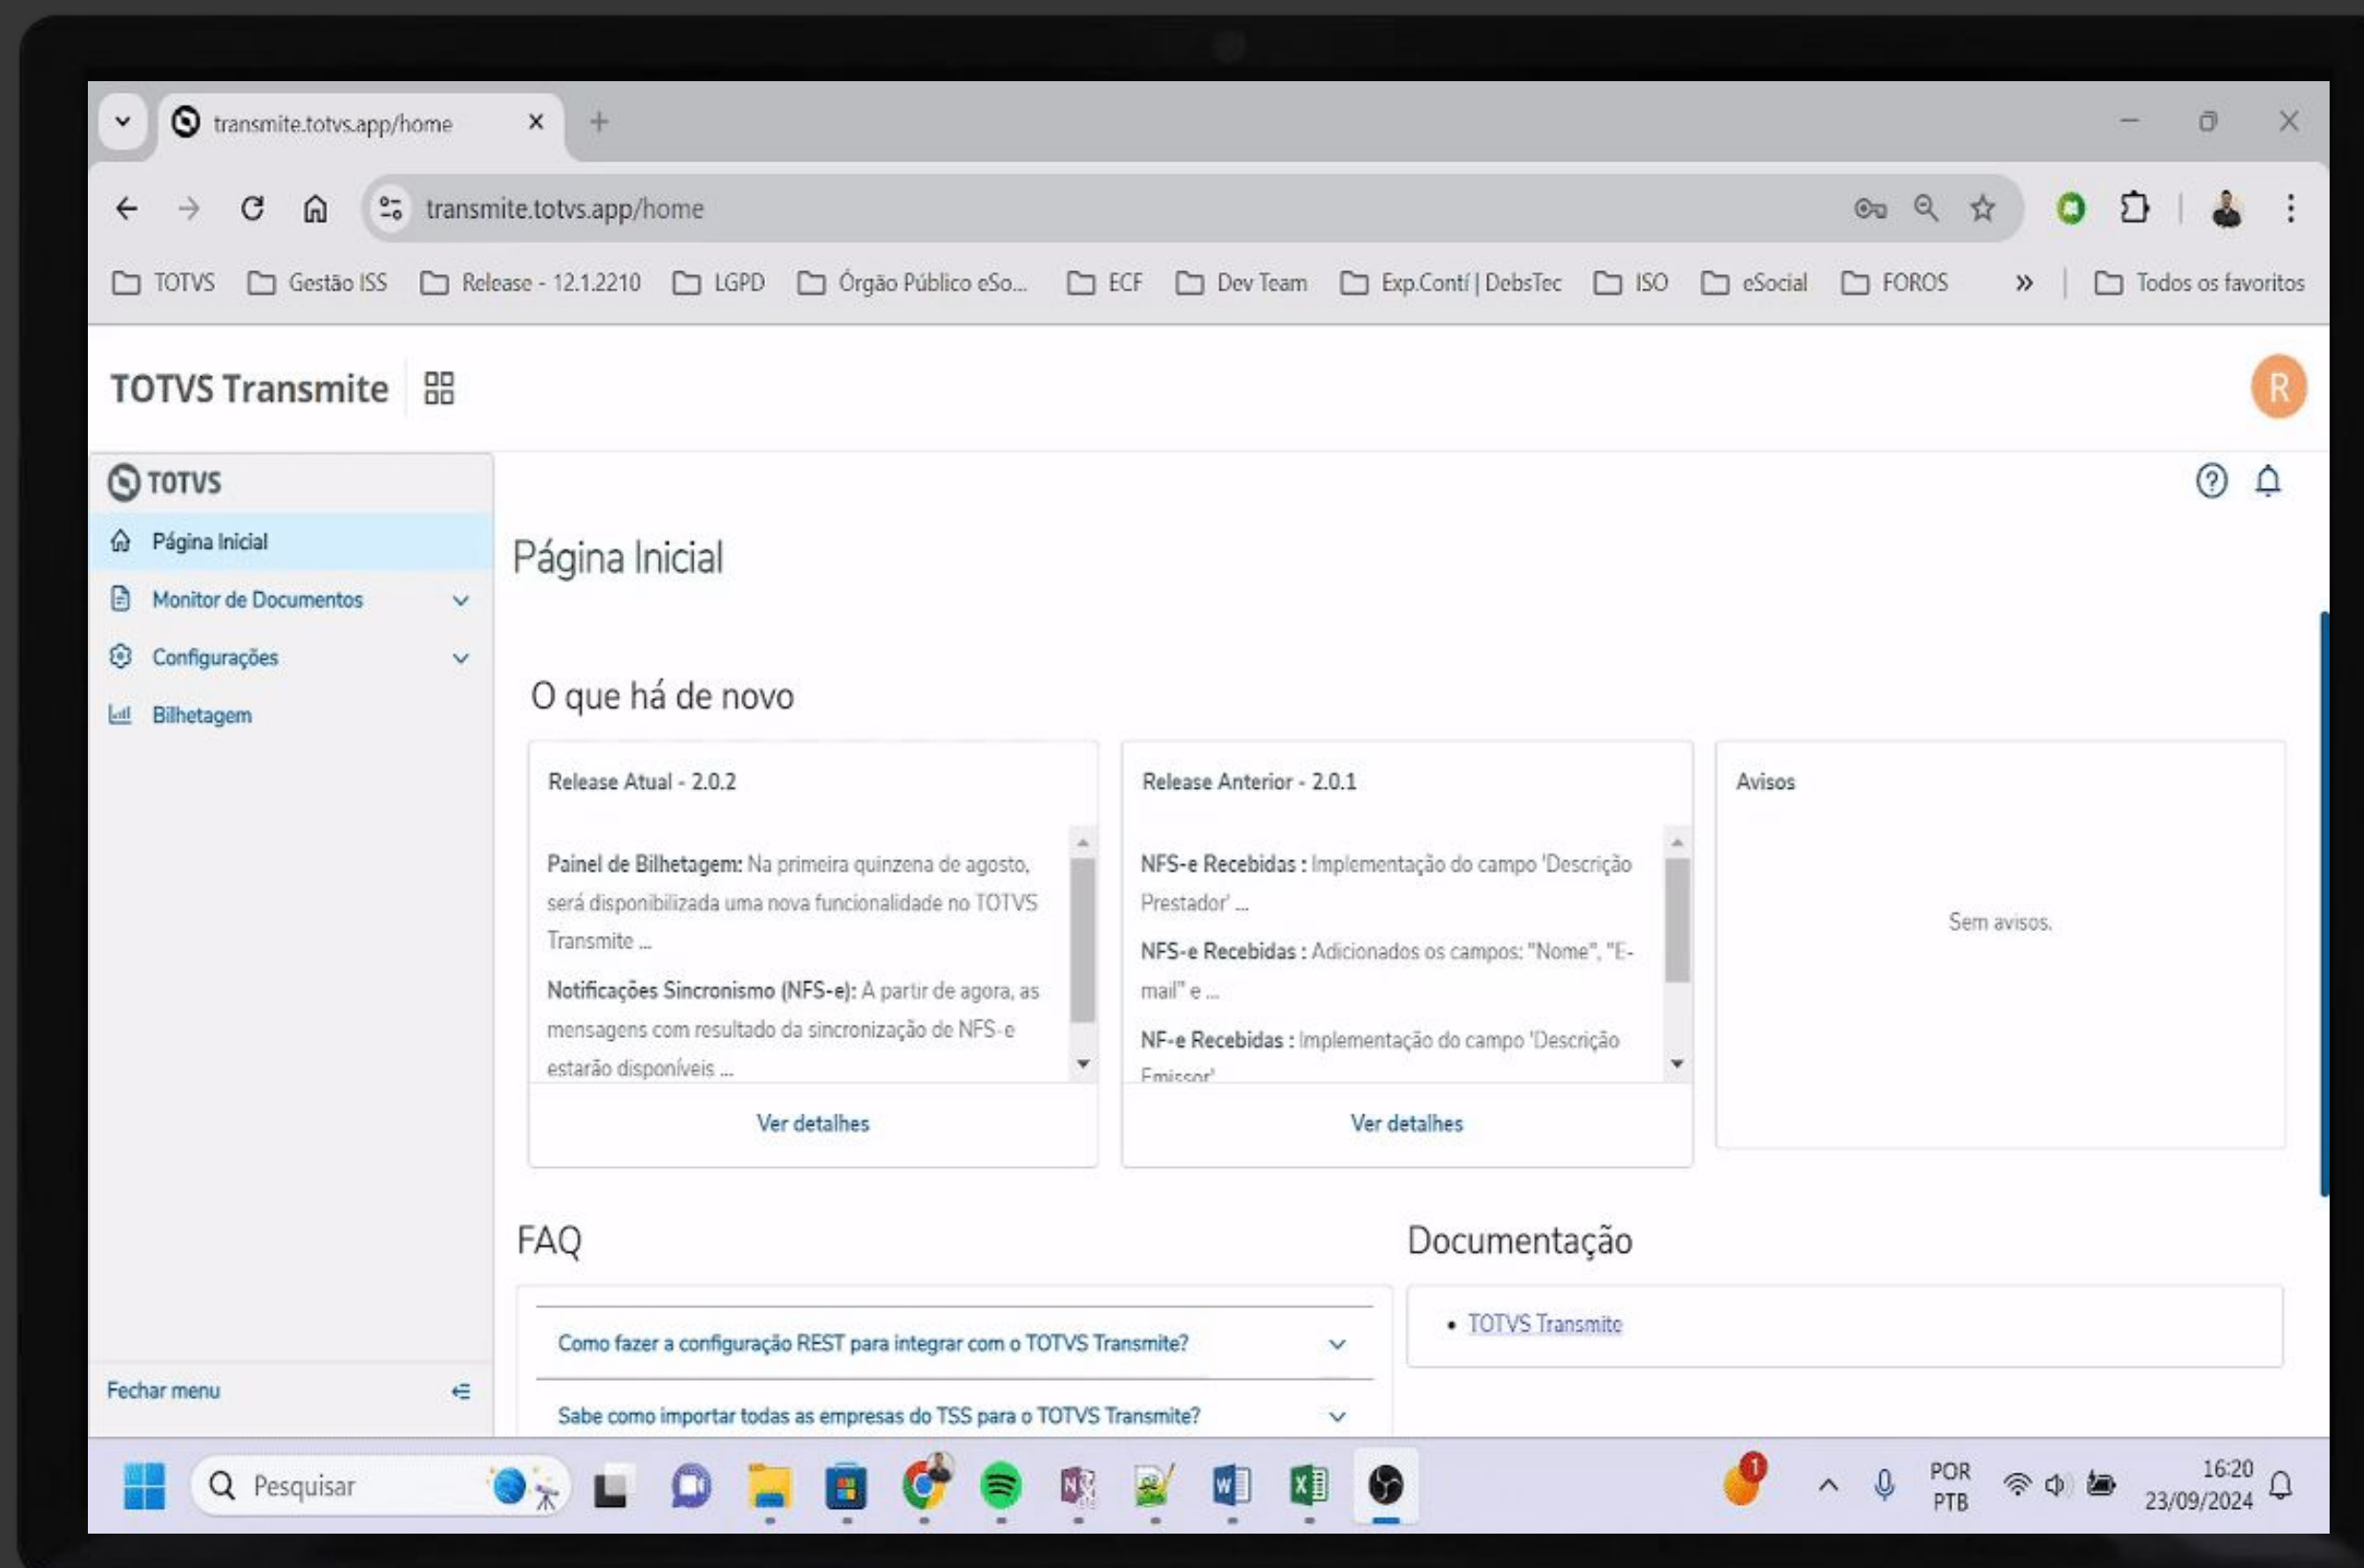 transmite.totvs.app/home
transmite.totvs.app/home
TOTVS
Gestão ISS
Release - 12.1.2210
LGPD
Órgão Público eSo...
ECF
Dev Team
Exp.Contí | DebsTec
ISO
eSocial
FOROS
Todos os favoritos
TOTVS Transmite
R
TOTVS
Página Inicial
Monitor de Documentos
Configurações
Bilhetagem
Fechar menu
Página Inicial
O que há de novo
Release Atual - 2.0.2
Painel de Bilhetagem: Na primeira quinzena de agosto,
será disponibilizada uma nova funcionalidade no TOTVS
Transmite ...
Notificações Sincronismo (NFS-e): A partir de agora, as
mensagens com resultado da sincronização de NFS-e
estarão disponíveis ...
Ver detalhes
Release Anterior - 2.0.1
NFS-e Recebidas : Implementação do campo 'Descrição
Prestador' ...
NFS-e Recebidas : Adicionados os campos: "Nome", "E-
mail" e ...
NF-e Recebidas : Implementação do campo 'Descrição
Emissor'
Ver detalhes
Avisos
Sem avisos.
FAQ
Como fazer a configuração REST para integrar com o TOTVS Transmite?
Sabe como importar todas as empresas do TSS para o TOTVS Transmite?
Documentação
TOTVS Transmite
Pesquisar
1
POR
PTB
16:20
23/09/2024